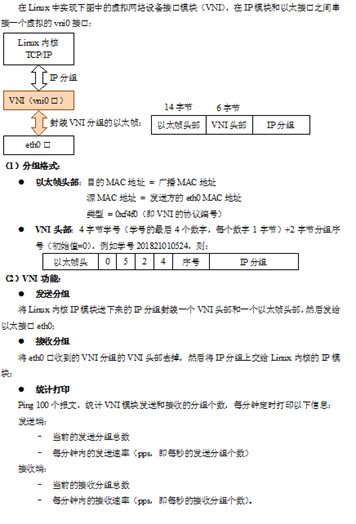 在 Linux 中实现下图中的虚拟网络设备接口模块（VNI），在 IP 模块和以太接口之间串
接一个虚拟的 vni0 接口：
Linux 内核
TCP/IP
IP 分组
VNI（vni0 口）
封装 VNI 分组的以太帧：
eth0 口
14 字节 6 字节
以太帧头部 VNI 头部 IP 分组
（1）分组格式：
● 以太帧头部：目的 MAC 地址 = 广播 MAC 地址
源 MAC 地址 = 发送方的 eth0 MAC 地址
类型 = 0xf4f0（即 VNI 的协议编号）
● VNI 头部：4 字节学号（学号的最后 4 个数字，每个数字 1 字节）+2 字节分组序
号（初始值=0），例如学号 201821010524，则：
以太帧头 0 5 2 4 序号 IP 分组
（2）VNI 功能：
● 发送分组
将 Linux 内核 IP 模块送下来的 IP 分组封装一个 VNI 头部和一个以太帧头部，然后发给
以太接口 eth0；
● 接收分组
将 eth0 口收到的 VNI 分组的 VNI 头部去掉，然后将 IP 分组上交给 Linux 内核的 IP 模
块；
● 统计打印
Ping 100 个报文，统计 VNI 模块发送和接收的分组个数，每分钟定时打印以下信息：
发送端：
- 当前的发送分组总数
- 每分钟内的发送速率（pps，即每秒的发送分组个数）
接收端：
- 当前的接收分组总数
- 每分钟内的接收速率（pps，即每秒的接收分组个数）。